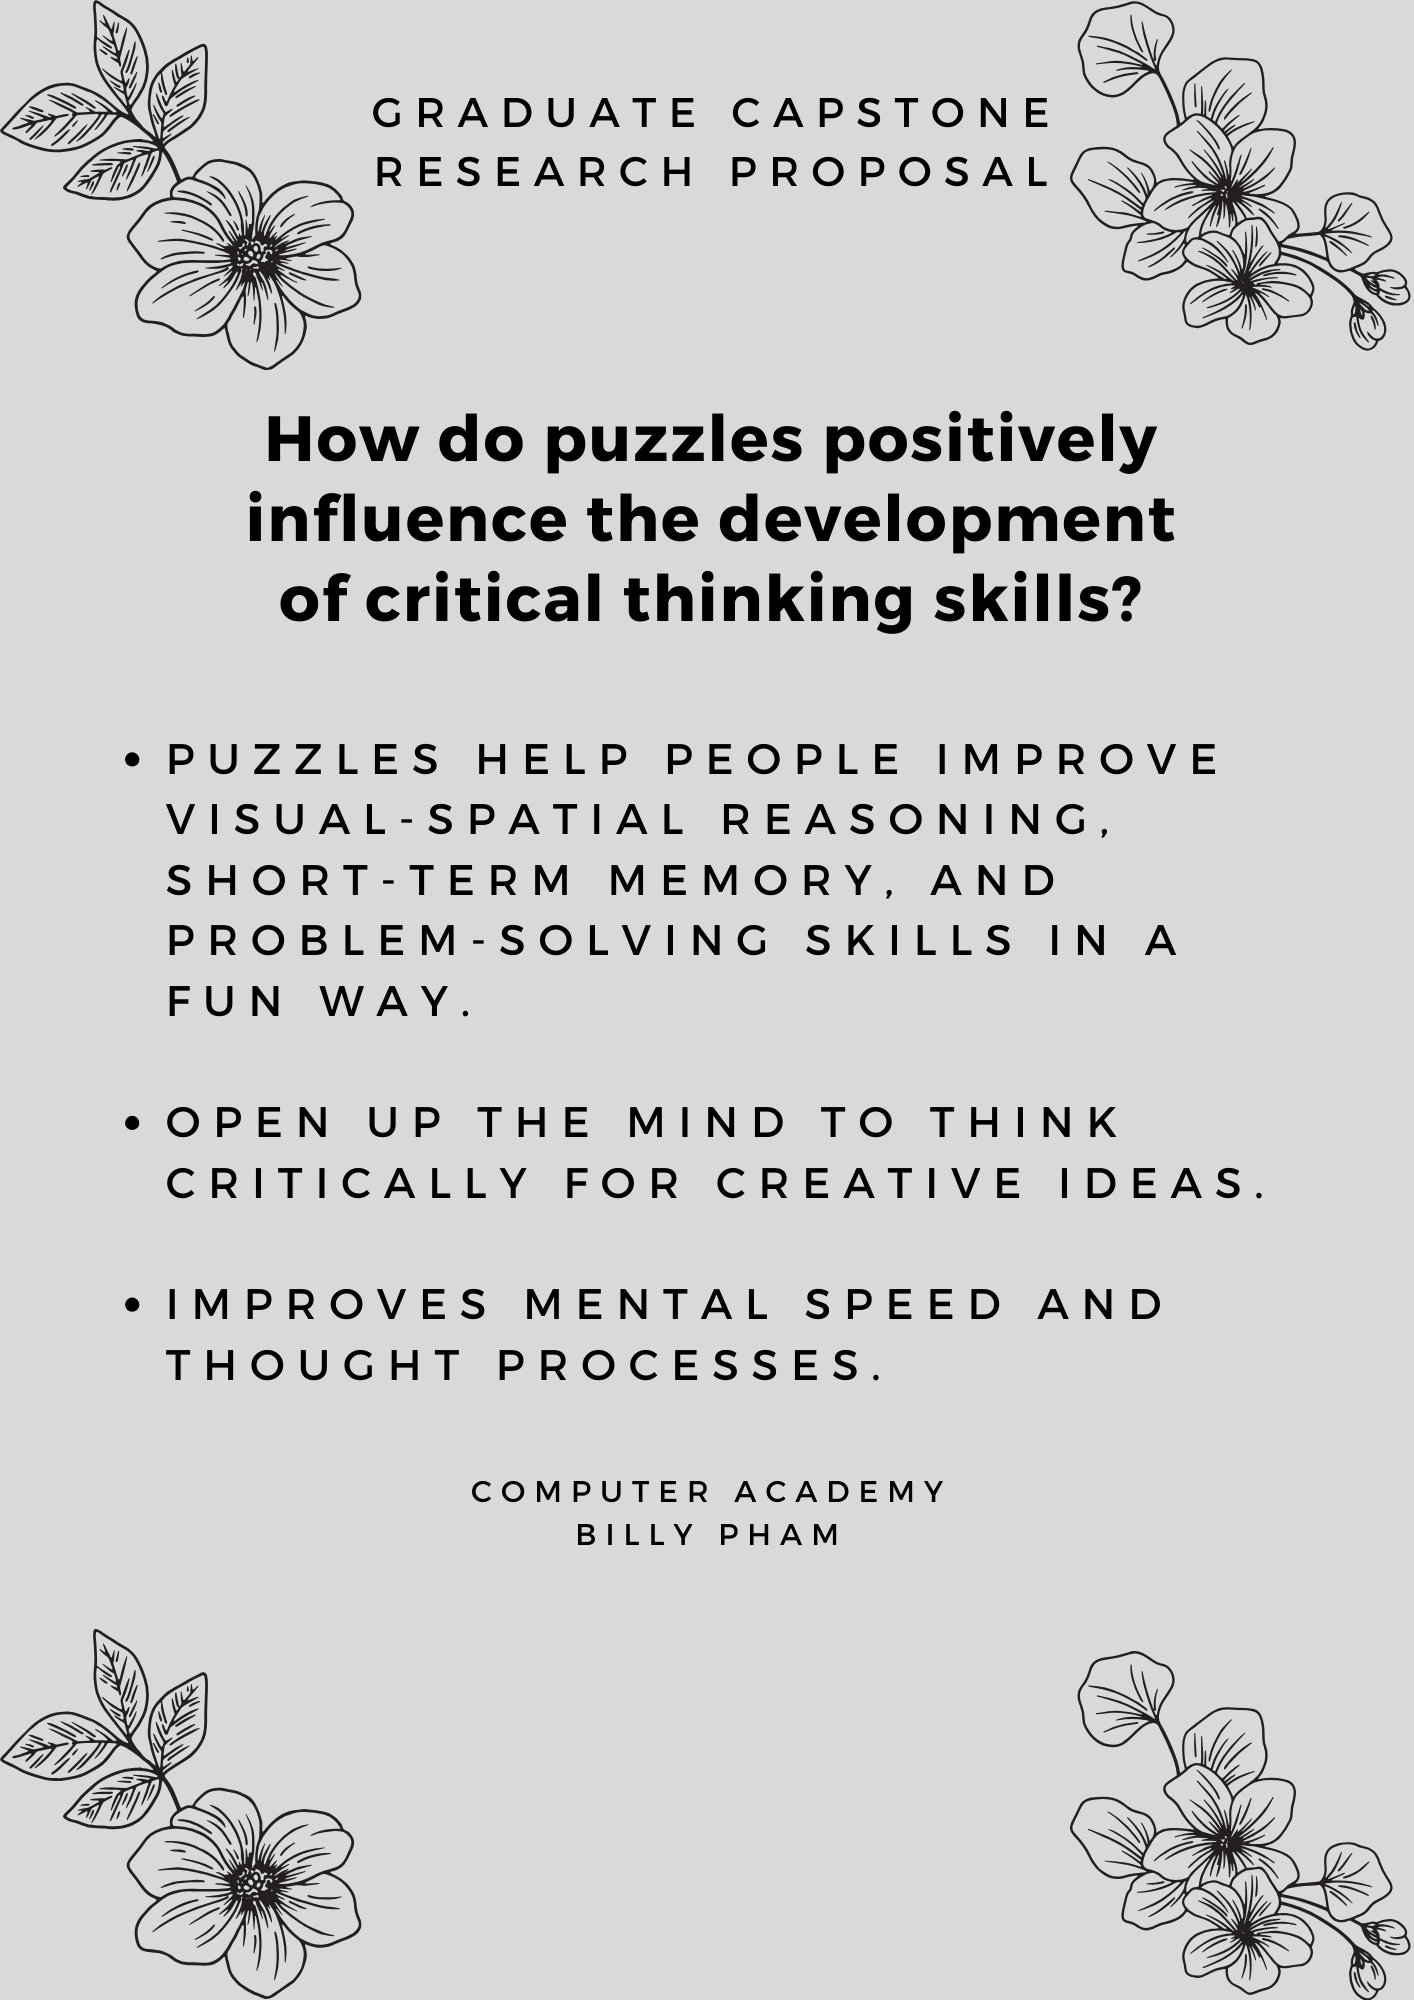 GRADUATE CAPSTONE
RESEARCH PROPOSAL
How do puzzles positively
influence the development
of critical thinking skills?
• PUZZLES HELP PEOPLE IMPROVE
VISUAL-SPATIAL REASONING,
SHORT-TERM MEMORY, AND
PROBLEM-SOLVING SKILLS IN A
FUN WAY.
• OPEN UP THE MIND TO THINK
CRITICALLY FOR CREATIVE IDEAS.
• IMPROVES MENTAL SPEED AND
THOUGHT PROCESSES.
COMPUTER ACADEMY
BILLY PHAM